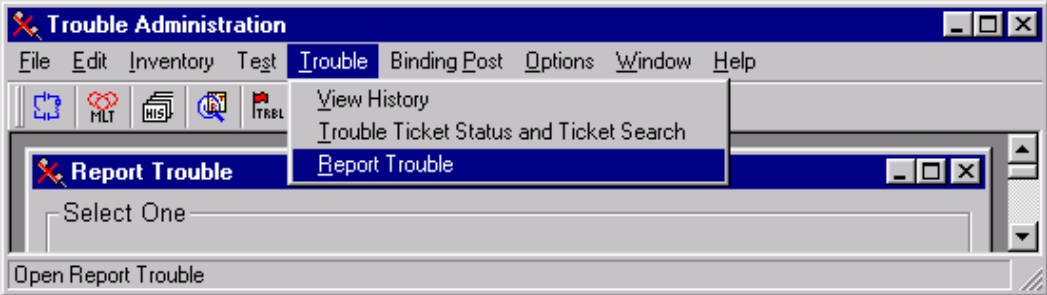 Trouble Administration
File Edit Inventory Test Trouble Binding Post Options Window Help
MLT HIS TRBL
View History
Trouble Ticket Status and Ticket Search
Report Trouble
Report Trouble
Select One
Open Report Trouble